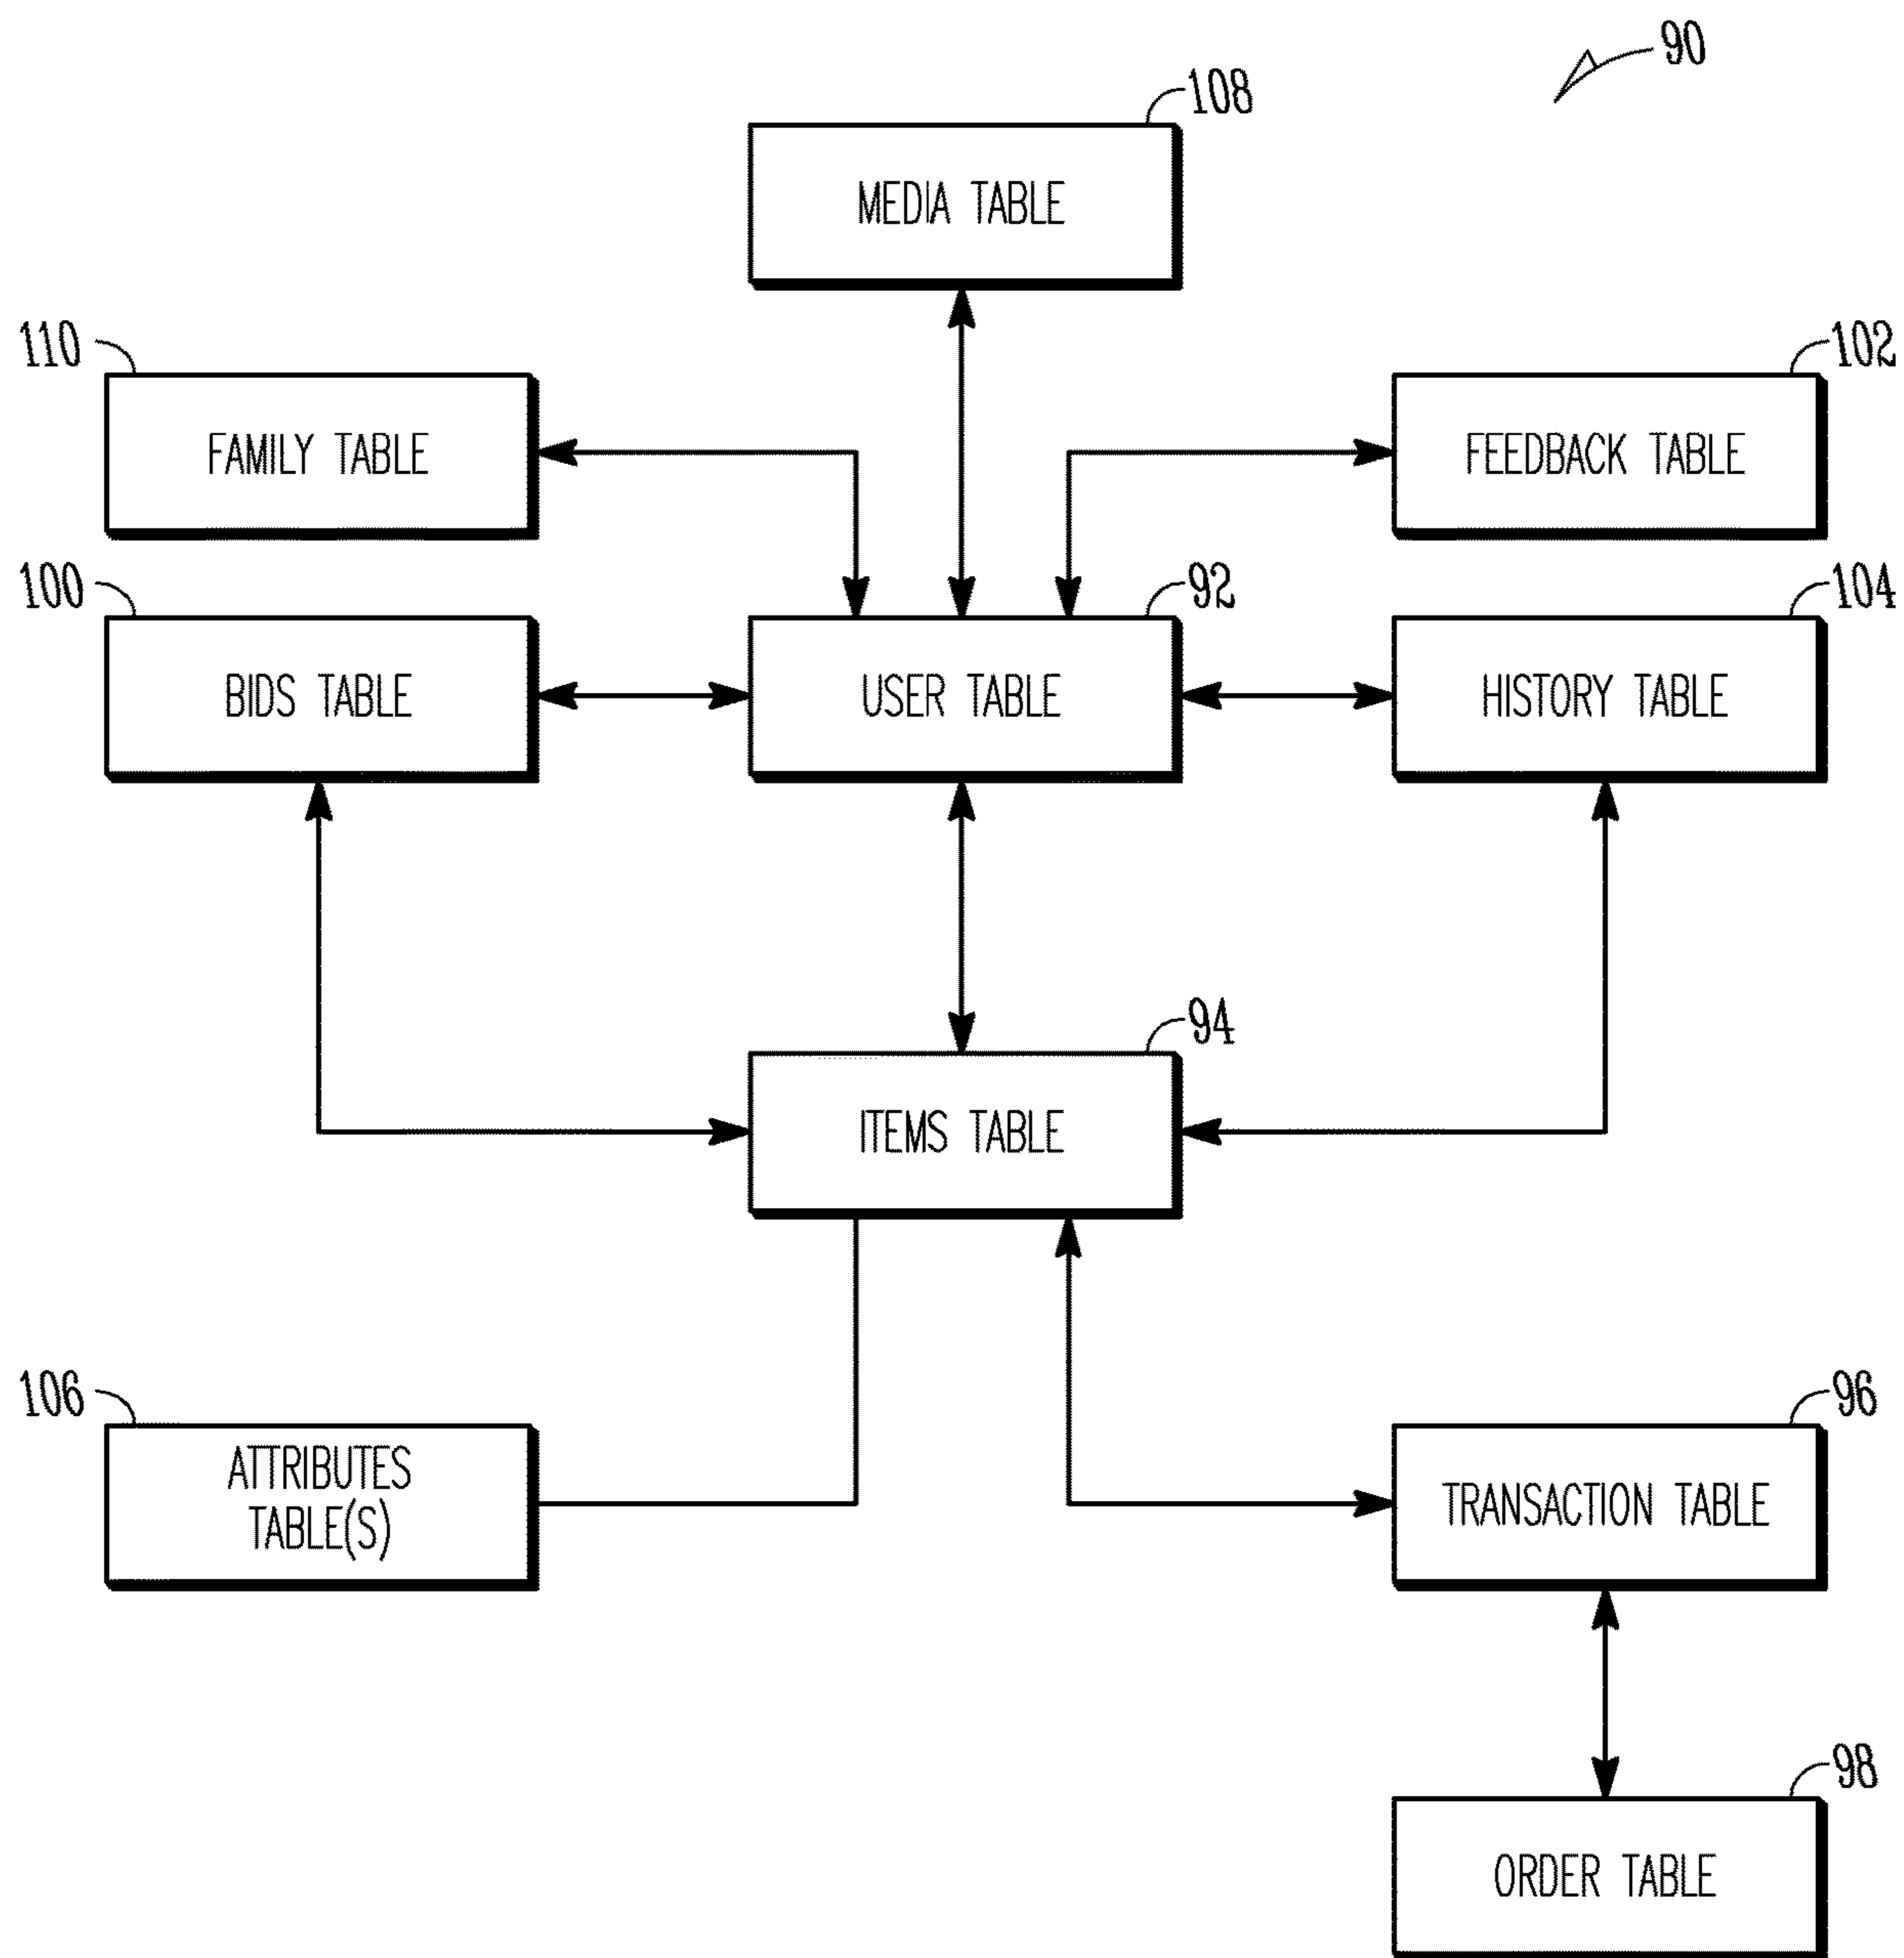 90
108
MEDIA TABLE
110
102
FAMILY TABLE
FEEDBACK TABLE
100
92
104
BIDS TABLE
USER TABLE
HISTORY TABLE
94
ITEMS TABLE
106
96
ATTRIBUTES
TABLE(S)
TRANSACTION TABLE
98
ORDER TABLE